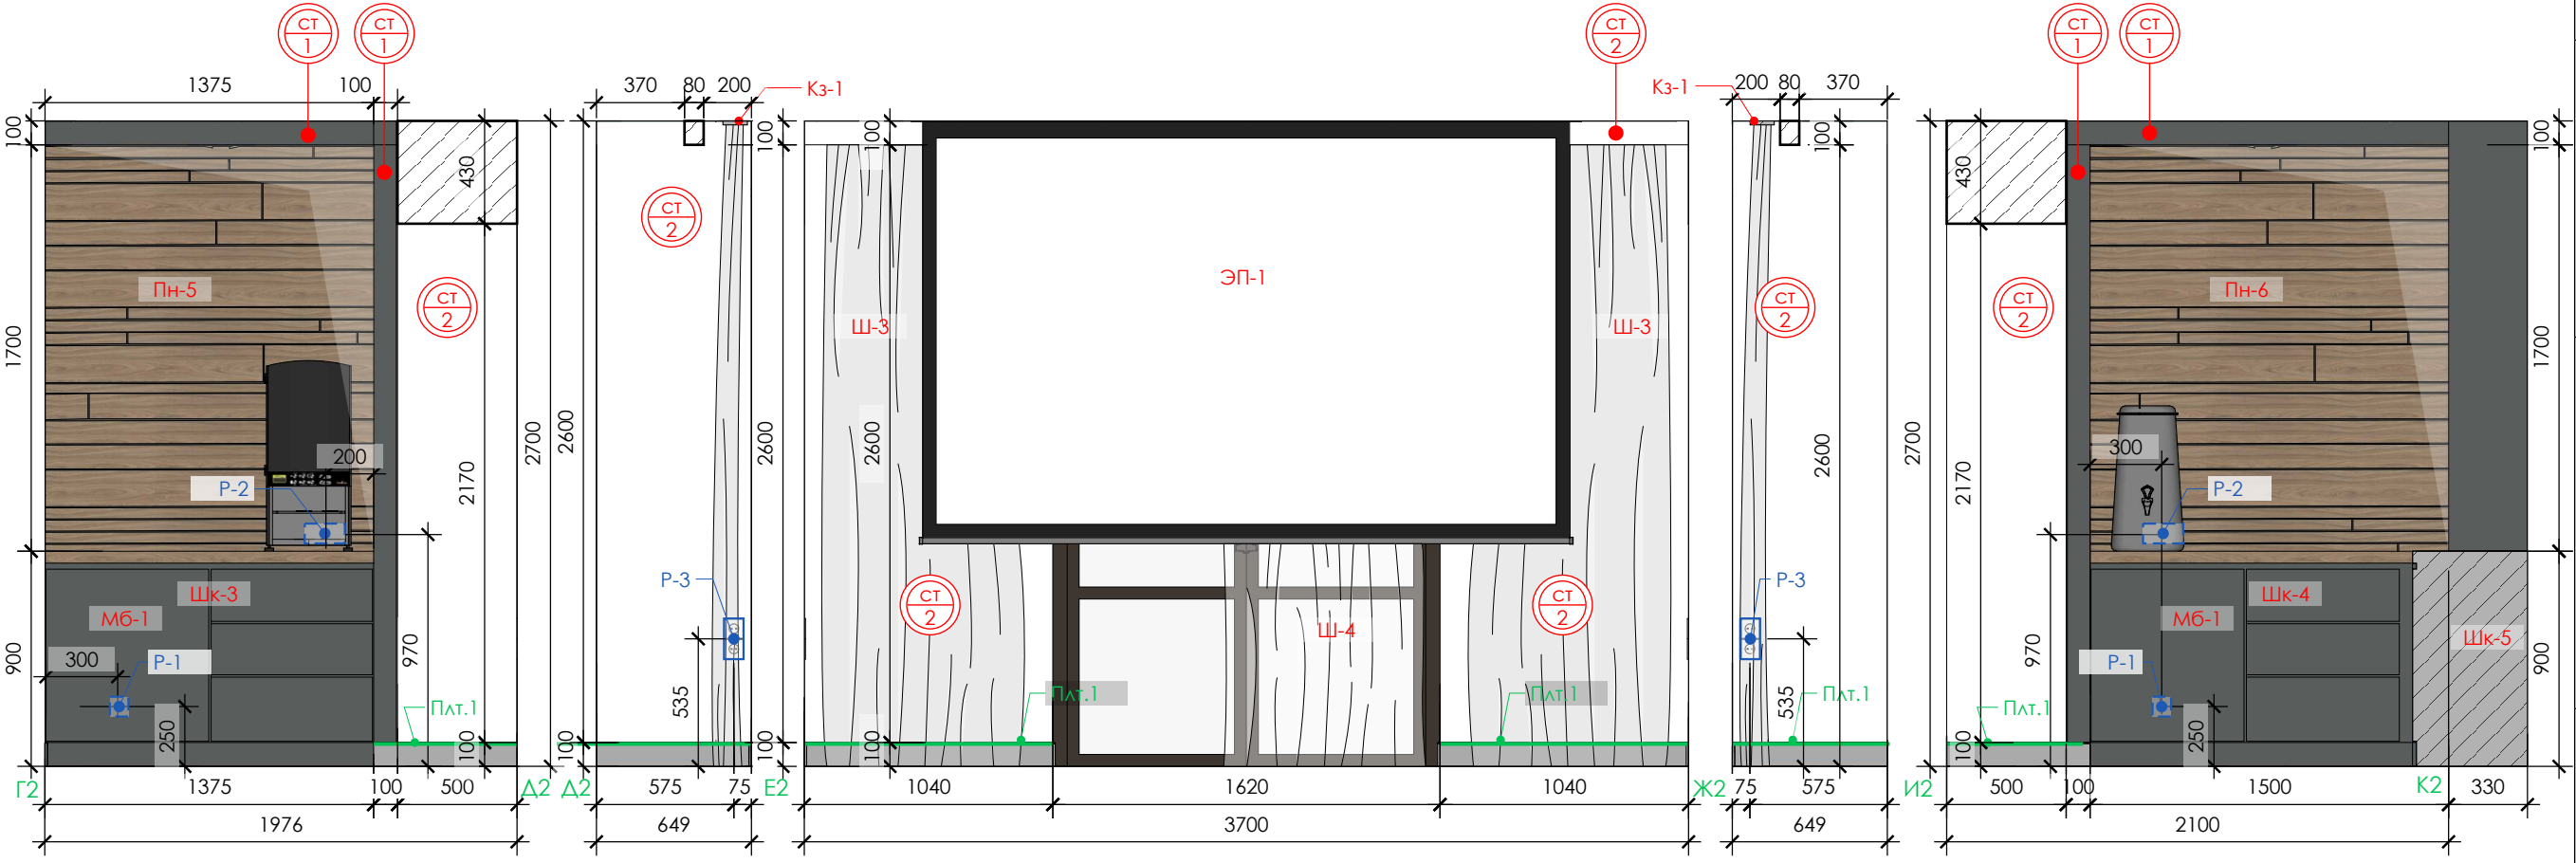 СТ
1
СТ
1
1375
100
100
430
СТ
2
Пн-5
1700
200
Р-2
2170
2700
Шк-3
Мб-1
900
300
Р-1
250
970
Плт.1
100
Г2
1375
100
500
Д2
1976
370
80
200
Кз-1
100
СТ
2
2600
2600
Р-3
535
100
100
Д2
575
75
Е2
649
СТ
2
100
ЭП-1
Ш-3
Ш-3
2600
СТ
2
СТ
2
Ш-4
Плт.1
Плт.1
100
1040
1620
1040
3700
Кз-1
200
80
370
100
СТ
2
2600
Р-3
535
Плт.1
Ж2
75
575
649
СТ
1
СТ
1
2700
430
100
СТ
2
Пн-6
1700
300
Р-2
2170
Шк-4
Мб-1
Шк-5
970
Р-1
900
250
Плт.1
100
И2
500
100
1500
К2
330
2100